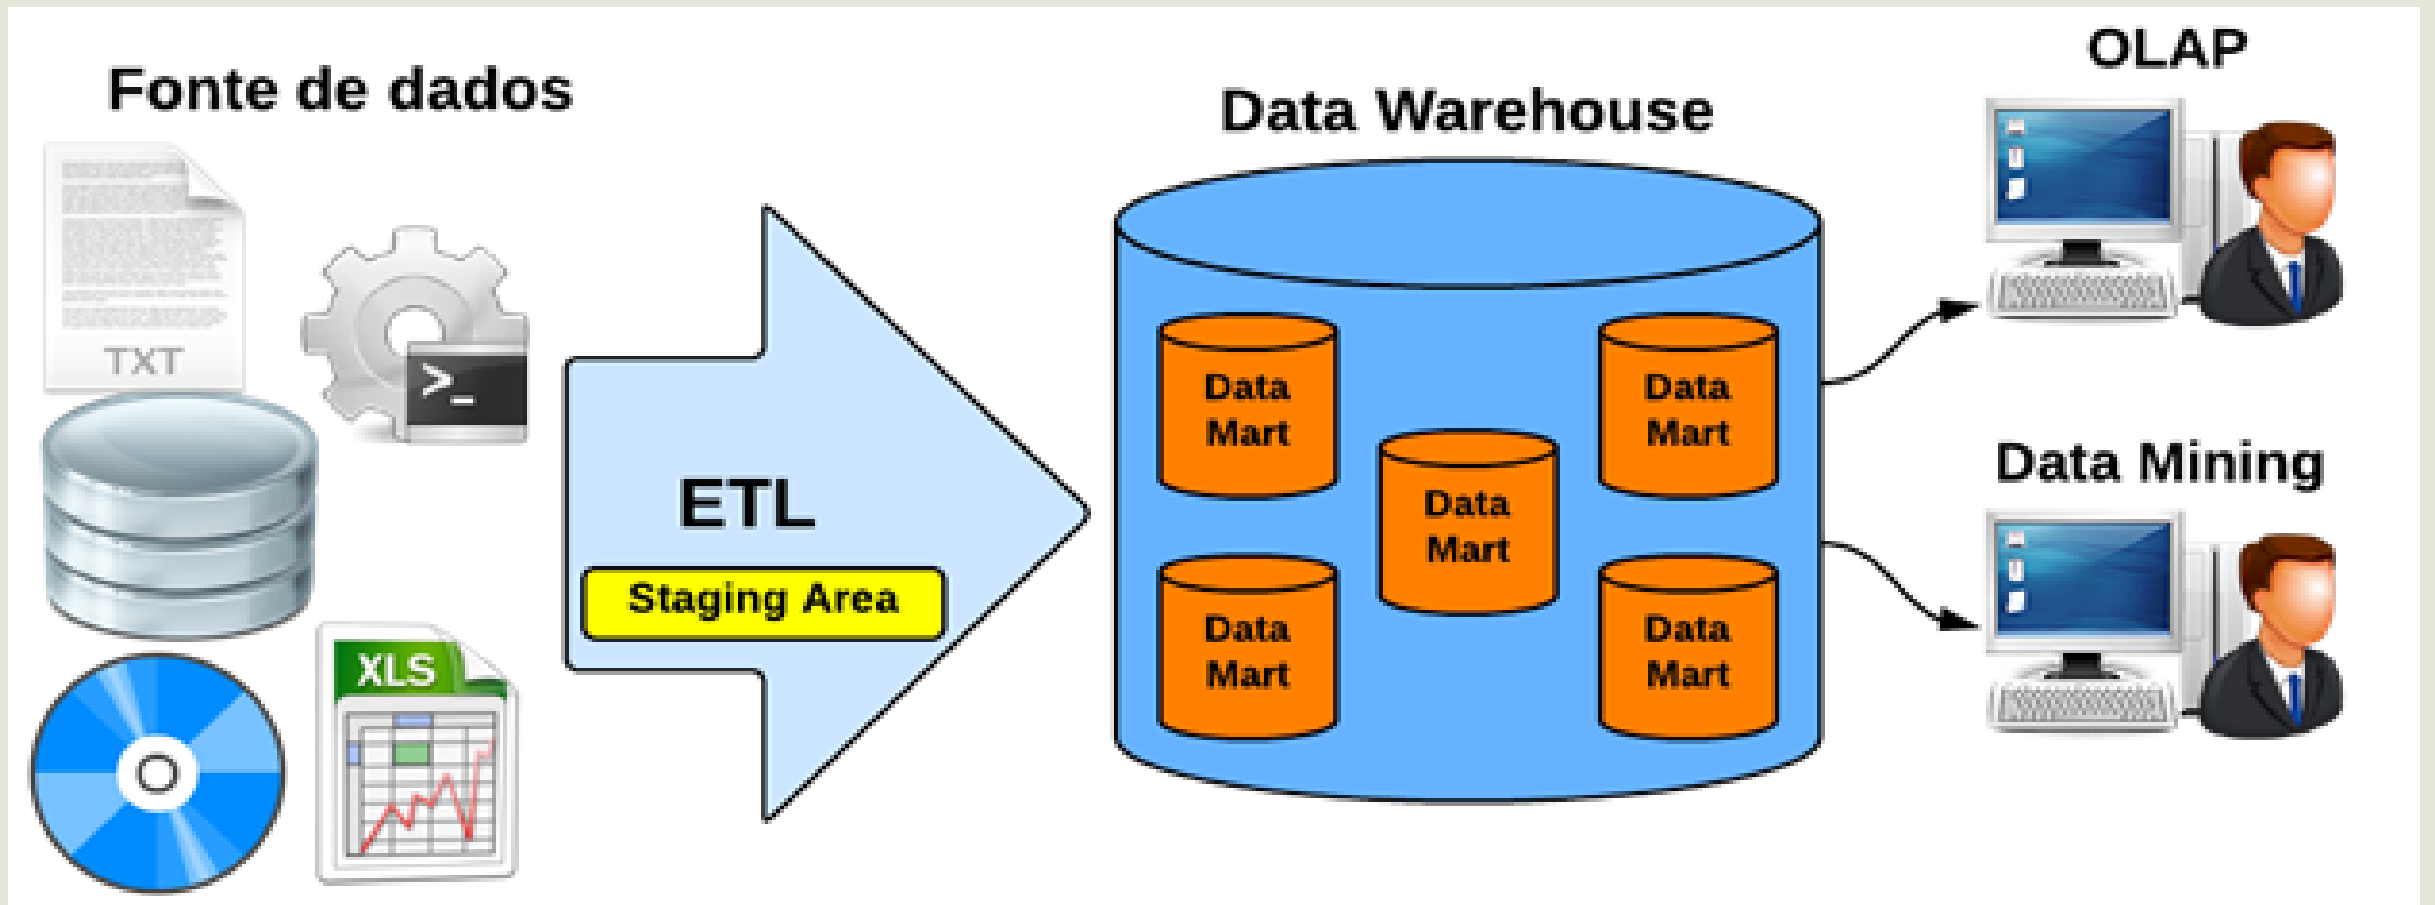 Fonte de dados
TXT
>_
XLS
ETL
Staging Area
Data Warehouse
Data
Mart
Data
Mart
Data
Mart
Data
Mart
Data
Mart
OLAP
Data Mining